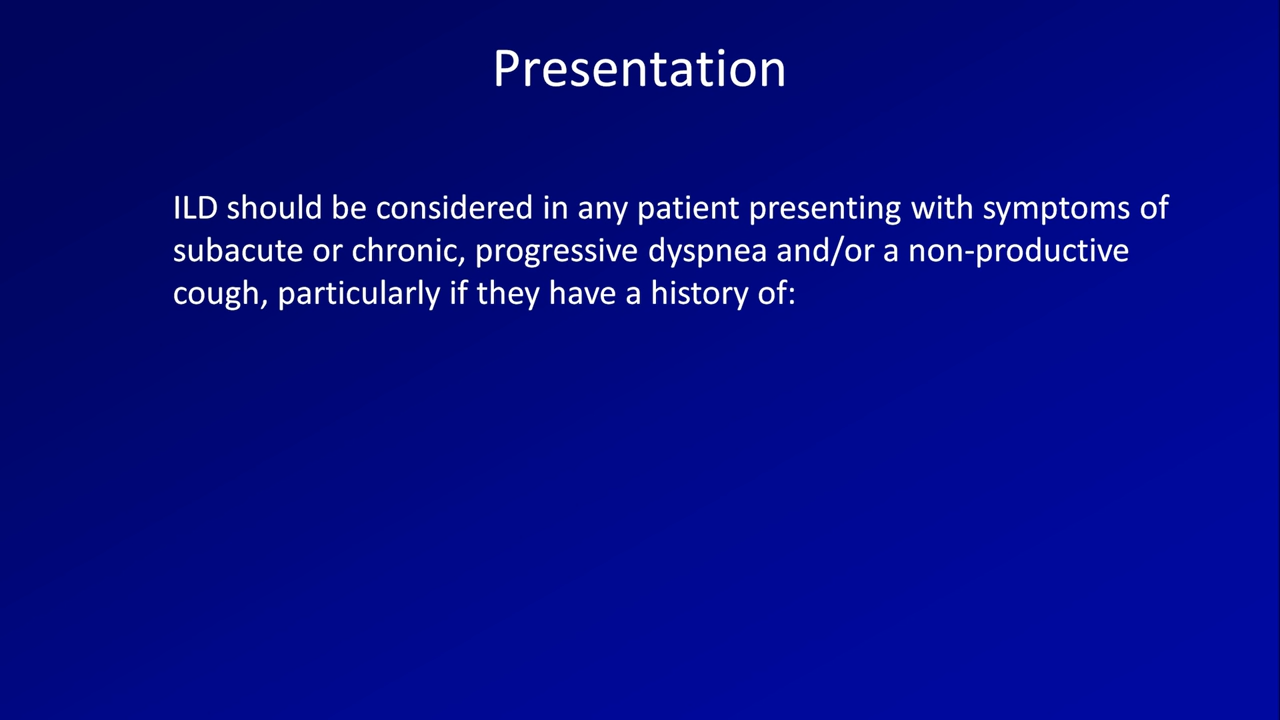 Presentation
ILD should be considered in any patient presenting with symptoms of
subacute or chronic, progressive dyspnea and/or a non-productive
cough, particularly if they have a history of: